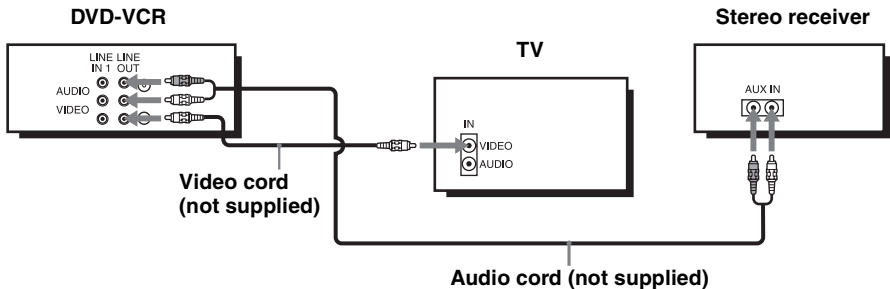 DVD-VCR
LINE LINE
IN 1 OUT
AUDIO
VIDEO
TV
IN
VIDEO
AUDIO
Stereo receiver
AUX IN
Video cord
(not supplied)
Audio cord (not supplied)